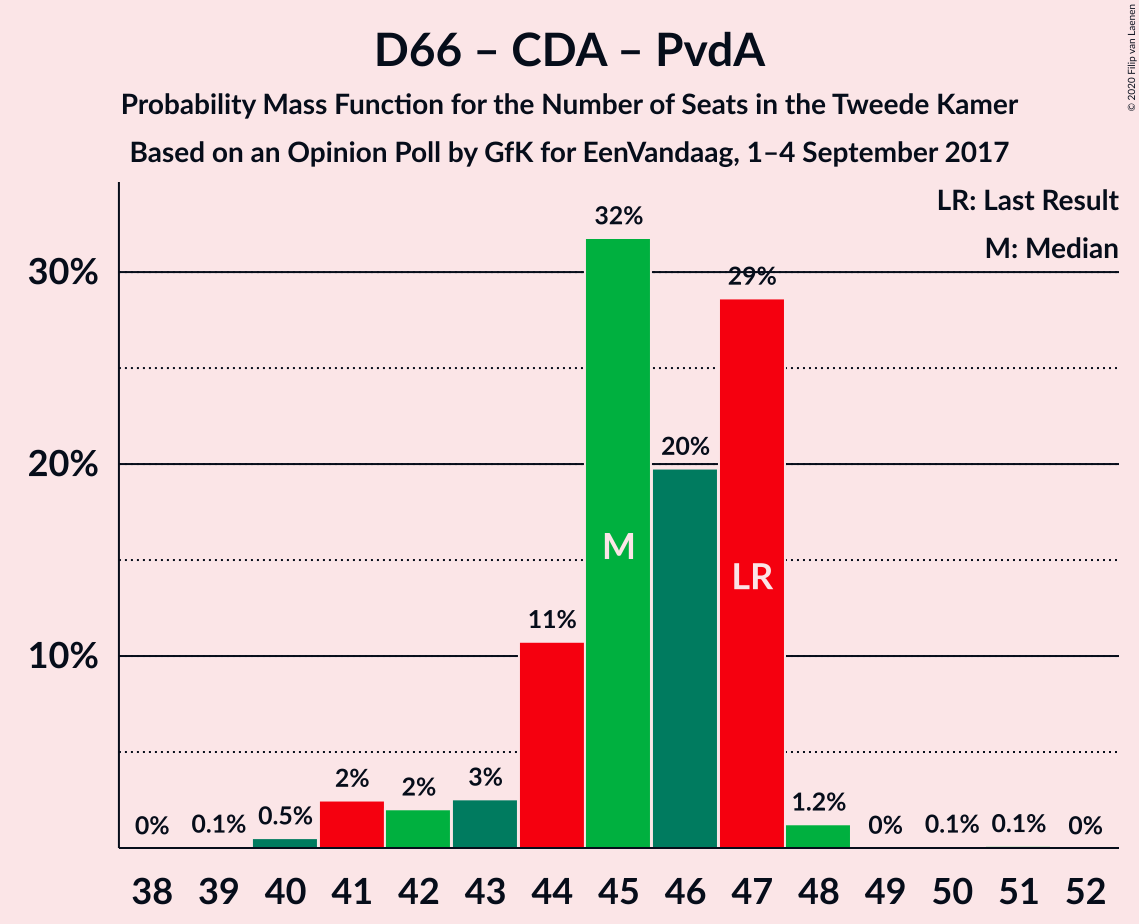 D66 – CDA – PvdA
Probability Mass Function for the Number of Seats in the Tweede Kamer
Based on an Opinion Poll by GfK for EenVandaag, 1–4 September 2017
© 2020 Filip van Laenen
LR: Last Result
M: Median
30%
20%
10%
0%
0.1%
0.5%
2%
2%
3%
11%
32%
20%
29%
1.2%
0%
0.1%
0.1%
0%
M
LR
38 39 40 41 42 43 44 45 46 47 48 49 50 51 52